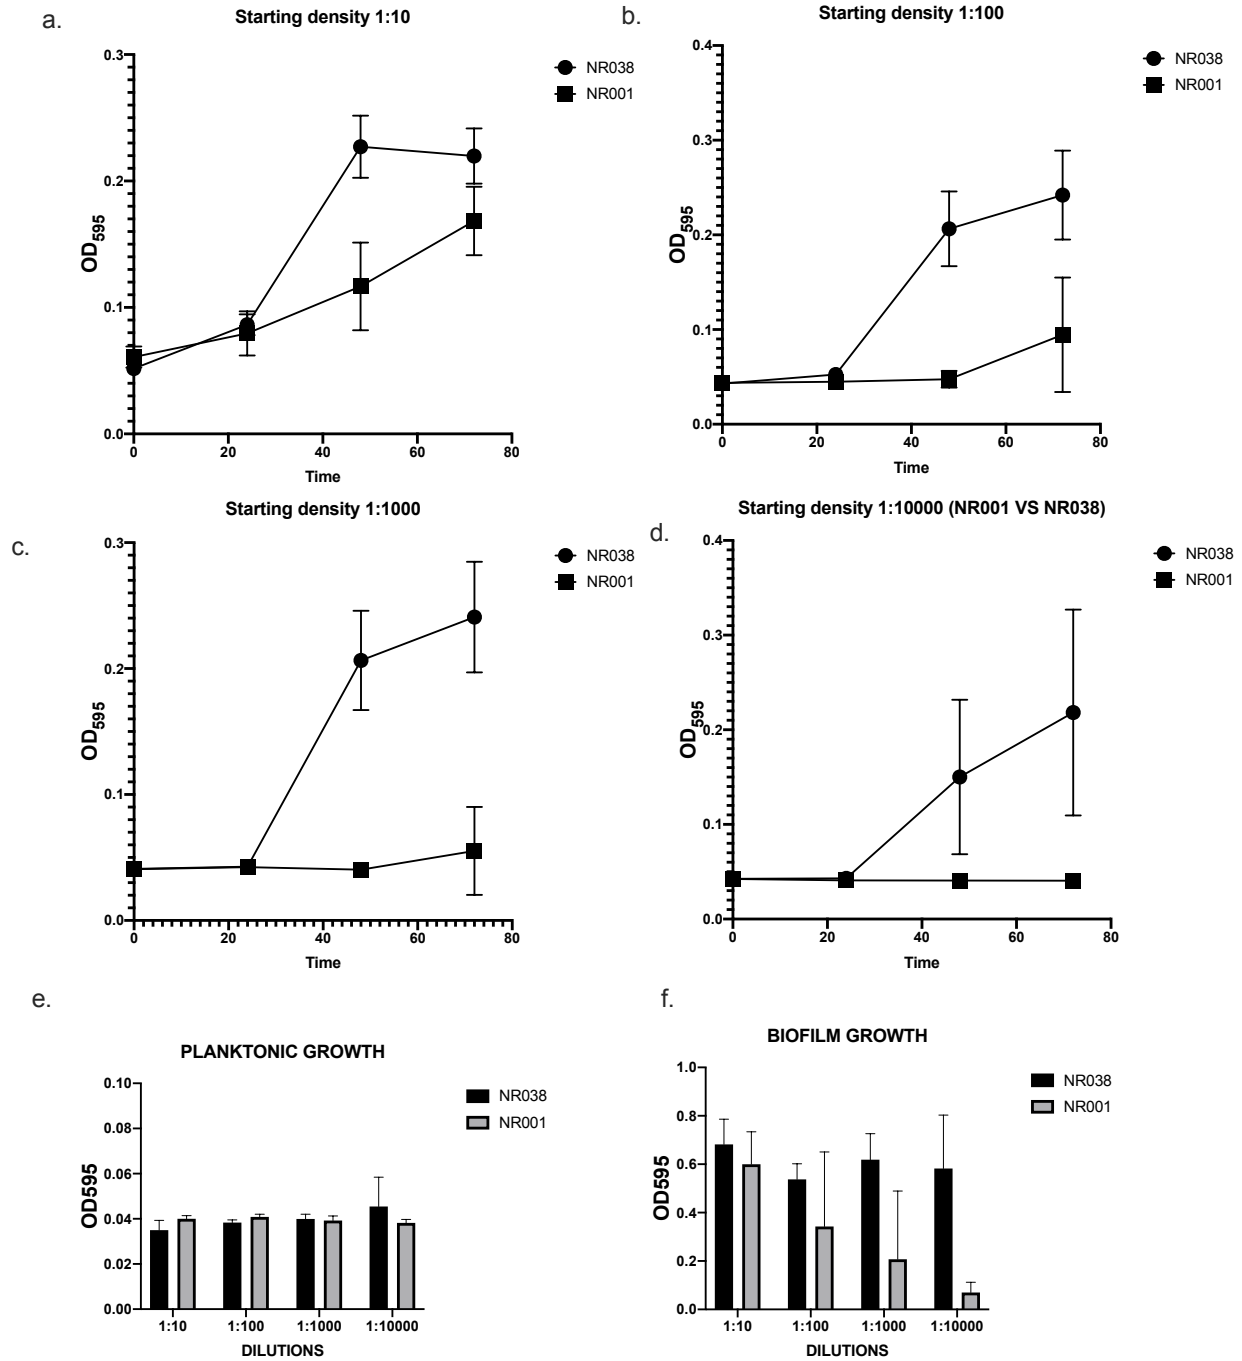 a.
Starting density 1:10
0.3
0.2
0.1
0.0
OD595
0
20
40
60
80
Time
NR038
NR001
b.
Starting density 1:100
0.4
0.3
0.2
0.1
0.0
OD595
0
20
40
60
80
Time
NR038
NR001
c.
Starting density 1:1000
0.3
0.2
0.1
0.0
OD595
0
20
40
60
80
Time
NR038
NR001
d.
Starting density 1:10000 (NR001 VS NR038)
0.4
0.3
0.2
0.1
0.0
OD595
0
20
40
60
80
Time
NR038
NR001
e.
PLANKTONIC GROWTH
0.10
0.08
0.06
0.04
0.02
0.00
OD595
1:10
1:100
1:1000
1:10000
DILUTIONS
NR038
NR001
f.
BIOFILM GROWTH
1.0
0.8
0.6
0.4
0.2
0.0
OD595
1:10
1:100
1:1000
1:10000
DILUTIONS
NR038
NR001